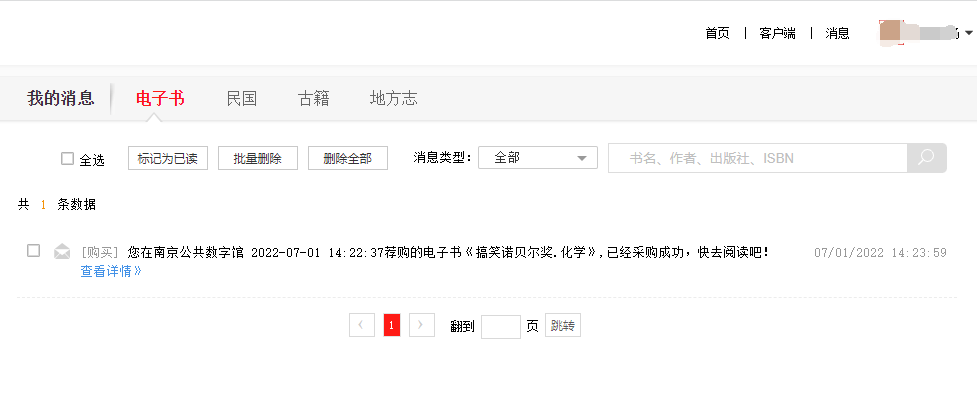 首页 | 客户端 | 消息
我的消息 电子书 民国 古籍 地方志
全选 标记为已读 批量删除 删除全部 消息类型： 全部 书名、作者、出版社、ISBN
共 1 条数据
[购买] 您在南京公共数字馆 2022-07-01 14:22:37荐购的电子书《搞笑诺贝尔奖.化学》,已经采购成功，快去阅读吧！ 07/01/2022 14:23:59
查看详情》
1 翻到 页 跳转